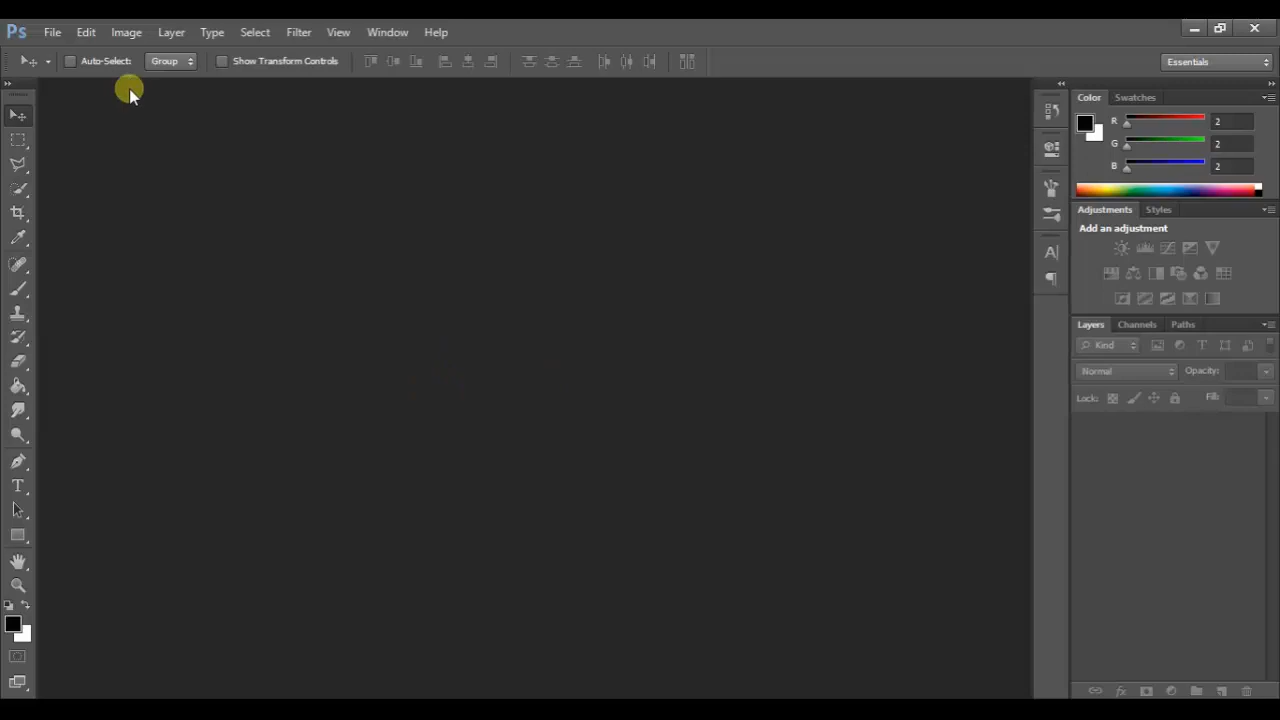 Ps File Edit Image Layer Type Select Filter View Window Help
Auto-Select: Group Show Transform Controls Essentials
Color Swatches
R 2
G 2
B 2
Adjustments Styles
Add an adjustment
Layers Channels Paths
Kind
Normal Opacity:
Lock: Fill: